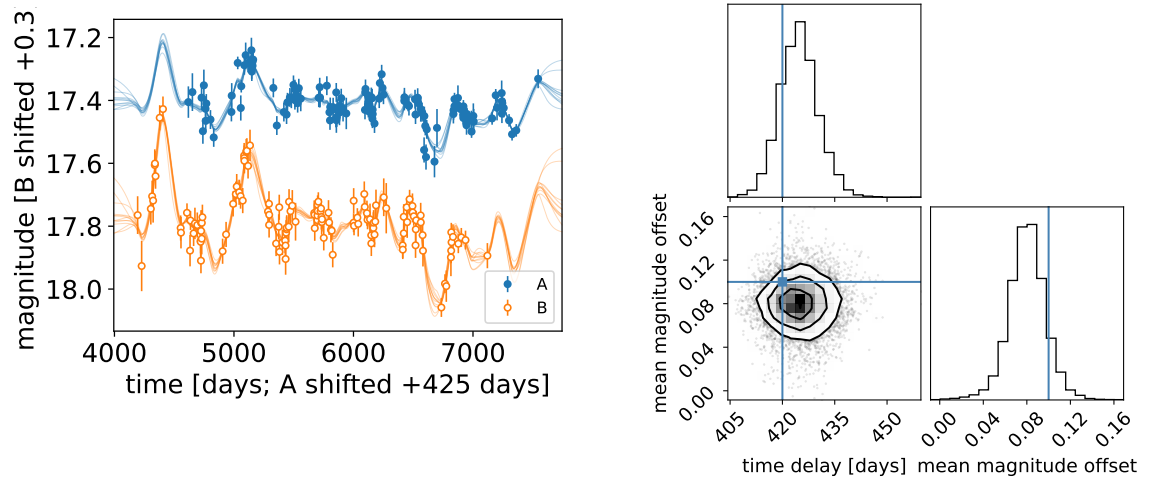 magnitude [B shifted +0.3
17.2
17.4
17.6
17.8
18.0
A
B
4000 5000 6000 7000
time [days; A shifted +425 days]
mean magnitude offset
0.16
0.12
0.08
0.04
0.00
405 420 435 450
time delay [days]
0.00 0.04 0.08 0.12 0.16
mean magnitude offset